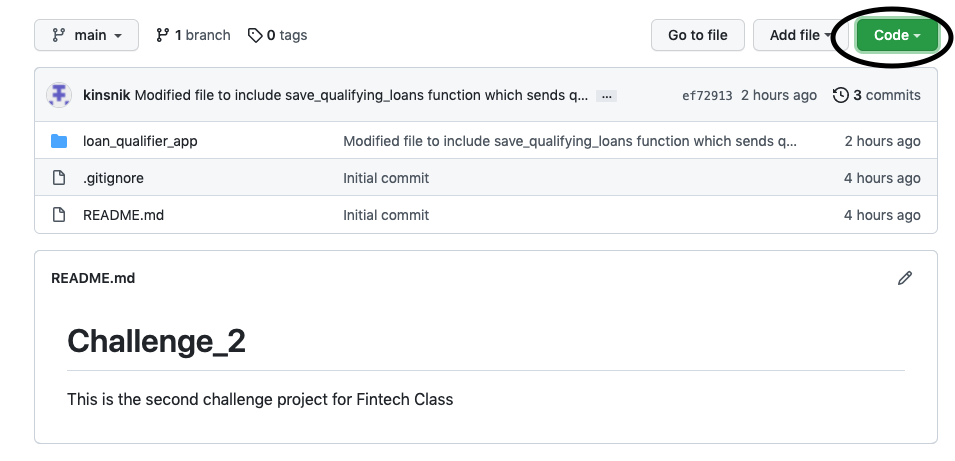 main 1 branch 0 tags Go to file Add file Code
kinsnik Modified file to include save_qualifying_loans function which sends q... ... ef72913 2 hours ago 3 commits
loan_qualifier_app Modified file to include save_qualifying_loans function which sends q... 2 hours ago
.gitignore Initial commit 4 hours ago
README.md Initial commit 4 hours ago
README.md
Challenge_2
This is the second challenge project for Fintech Class